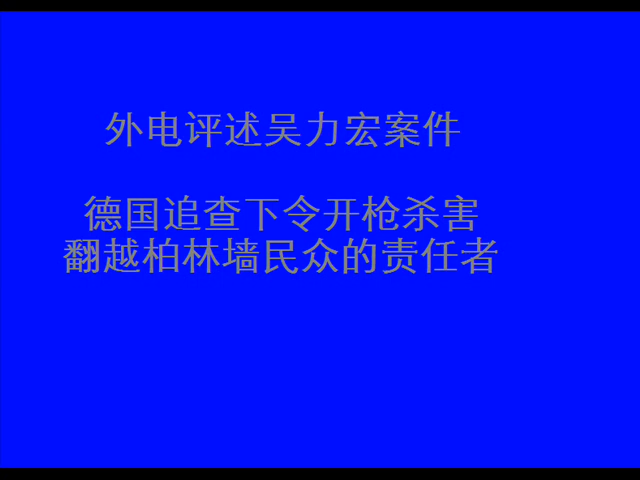 外电评述吴力宏案件
德国追查下令开枪杀害
翻越柏林墙民众的责任者